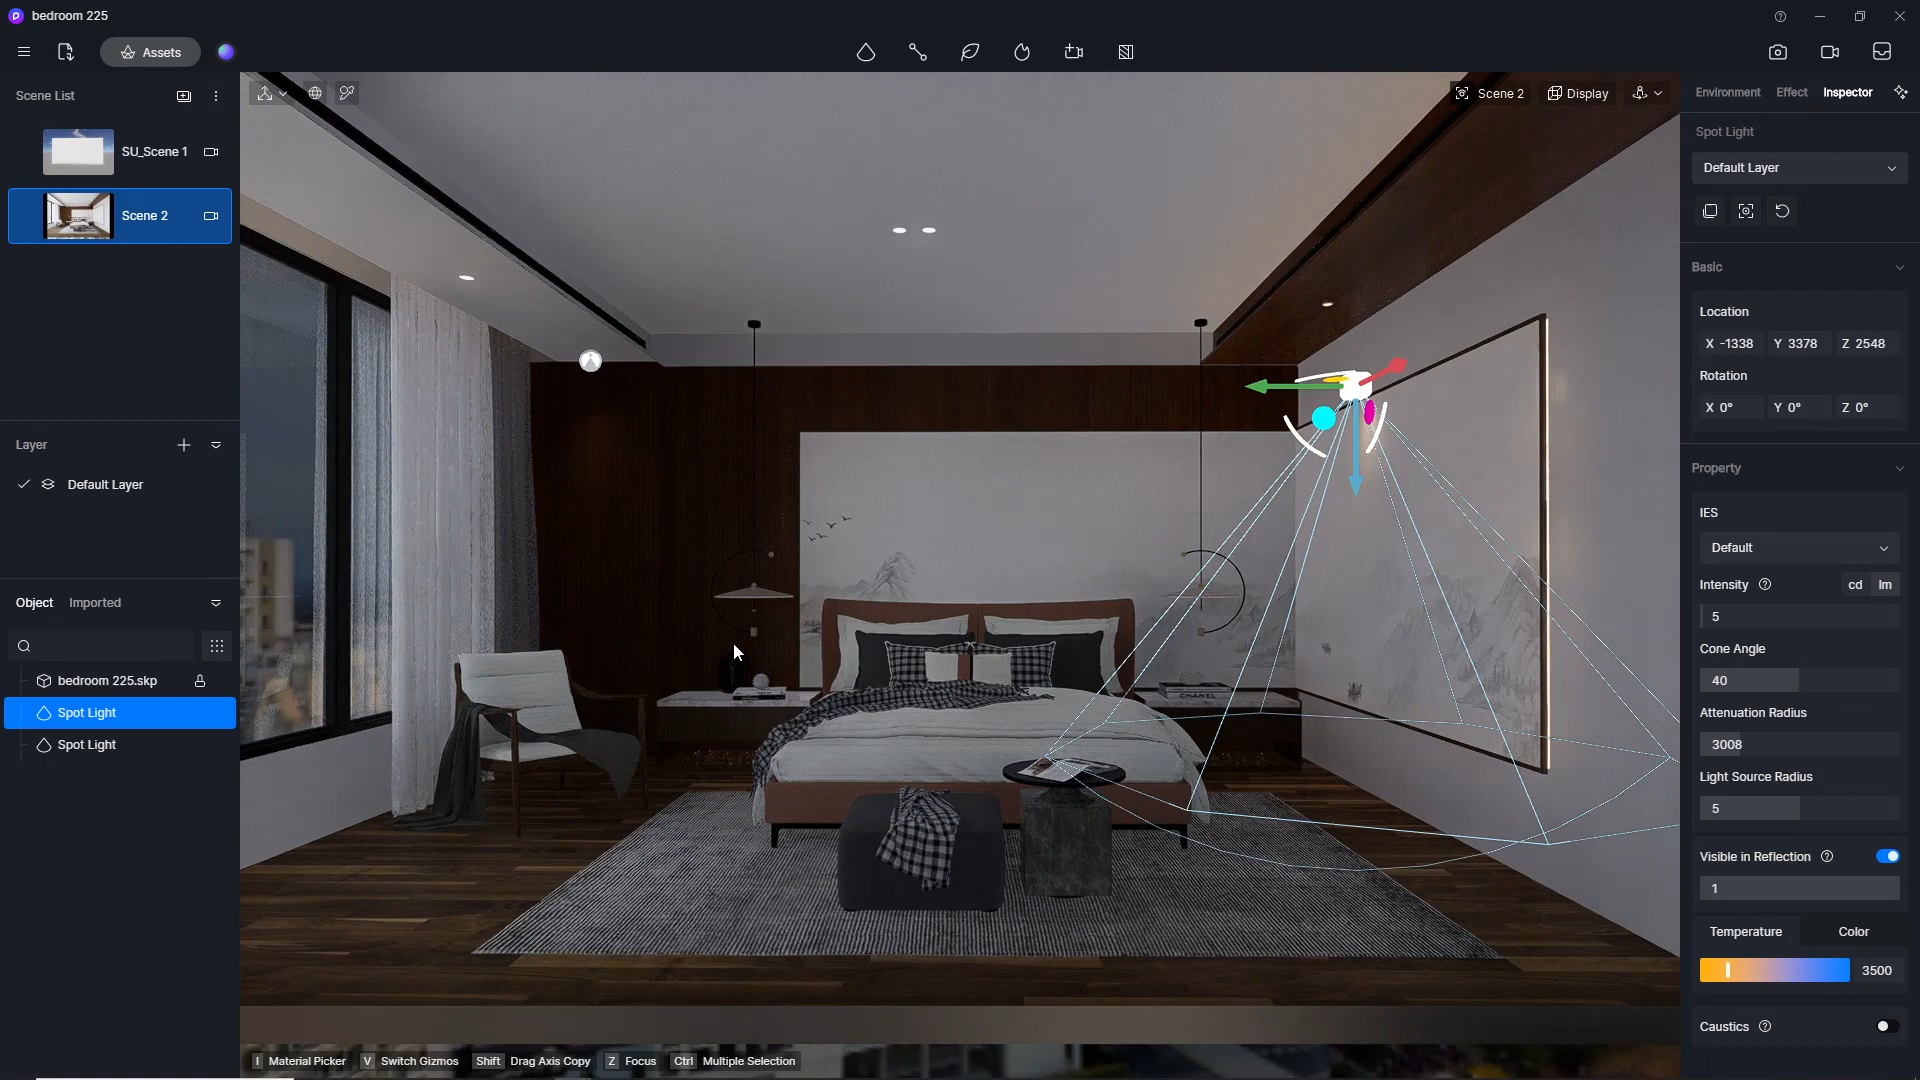 bedroom 225
Assets
Scene List
SU_Scene 1
Scene 2
Layer
Default Layer
Object Imported
bedroom 225.skp
Spot Light
Spot Light
Scene 2 Display
CHANEL
I Material Picker V Switch Gizmos Shift Drag Axis Copy Z Focus Ctrl Multiple Selection
Environment Effect Inspector
Spot Light
Default Layer
Basic
Location
X -1338 Y 3378 Z 2548
Rotation
X 0° Y 0° Z 0°
Property
IES
Default
Intensity cd lm
5
Cone Angle
40
Attenuation Radius
3008
Light Source Radius
5
Visible in Reflection
1
Temperature Color
3500
Caustics